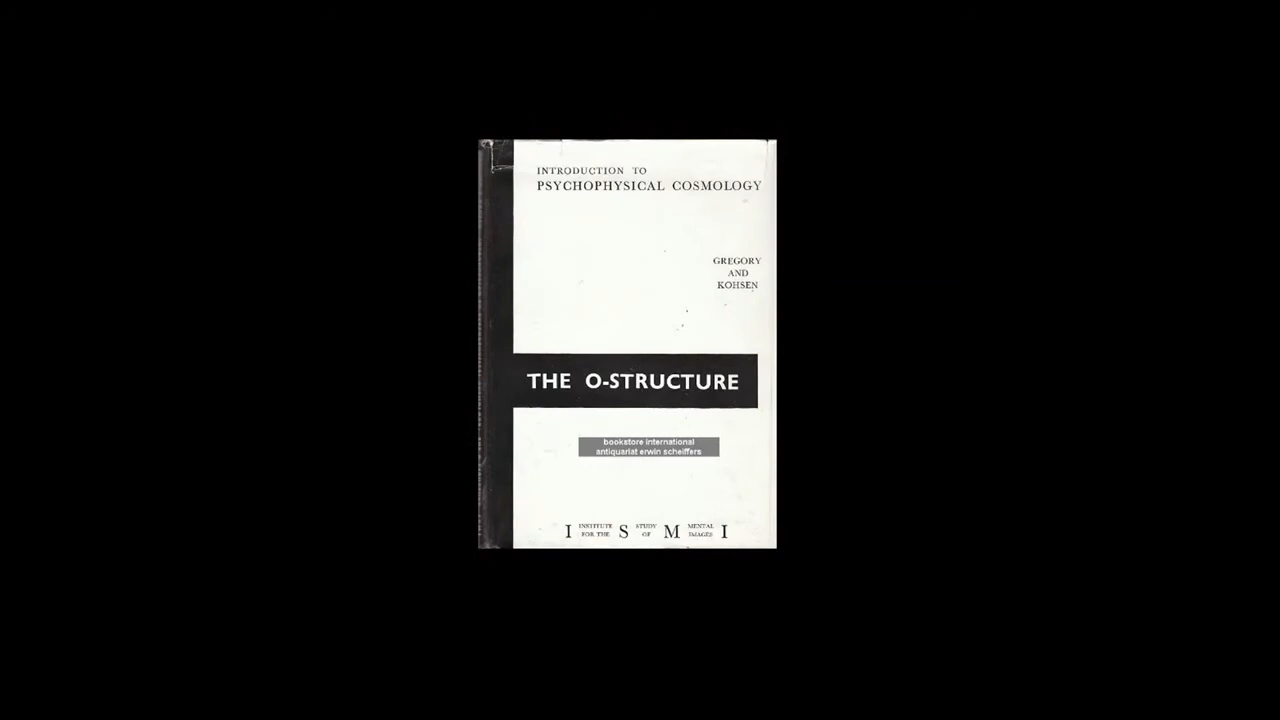 INTRODUCTION TO
PSYCHOPHYSICAL COSMOLOGY
GREGORY
AND
KOHSEN
THE O-STRUCTURE
bookstore international
antiquariat erwin scheiffers
I INSTITUTE FOR THE S STUDY OF M MENTAL IMAGES I